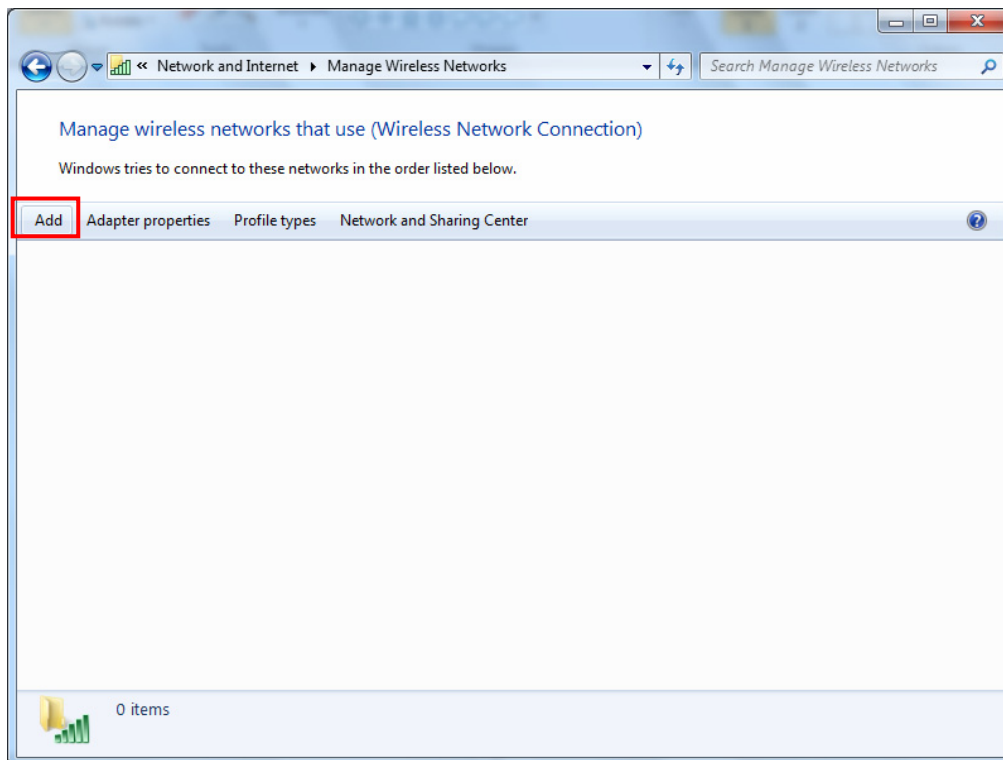 « Network and Internet ▸ Manage Wireless Networks
Search Manage Wireless Networks
Manage wireless networks that use (Wireless Network Connection)
Windows tries to connect to these networks in the order listed below.
Add Adapter properties Profile types Network and Sharing Center
0 items